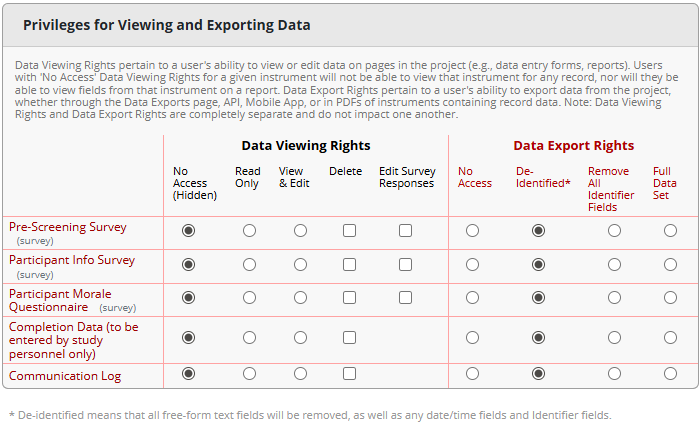 Privileges for Viewing and Exporting Data
Data Viewing Rights pertain to a user's ability to view or edit data on pages in the project (e.g., data entry forms, reports). Users
with 'No Access' Data Viewing Rights for a given instrument will not be able to view that instrument for any record, nor will they be
able to view fields from that instrument on a report. Data Export Rights pertain to a user's ability to export data from the project,
whether through the Data Exports page, API, Mobile App, or in PDFs of instruments containing record data. Note: Data Viewing
Rights and Data Export Rights are completely separate and do not impact one another.
Data Viewing Rights
Data Export Rights
No
Access
(Hidden)
Read
Only
View
& Edit
Delete
Edit Survey
Responses
No
Access
De-
Identified*
Remove
All
Identifier
Fields
Full
Data
Set
Pre-Screening Survey
(survey)
Participant Info Survey
(survey)
Participant Morale
Questionnaire (survey)
Completion Data (to be
entered by study
personnel only)
Communication Log
* De-identified means that all free-form text fields will be removed, as well as any date/time fields and Identifier fields.